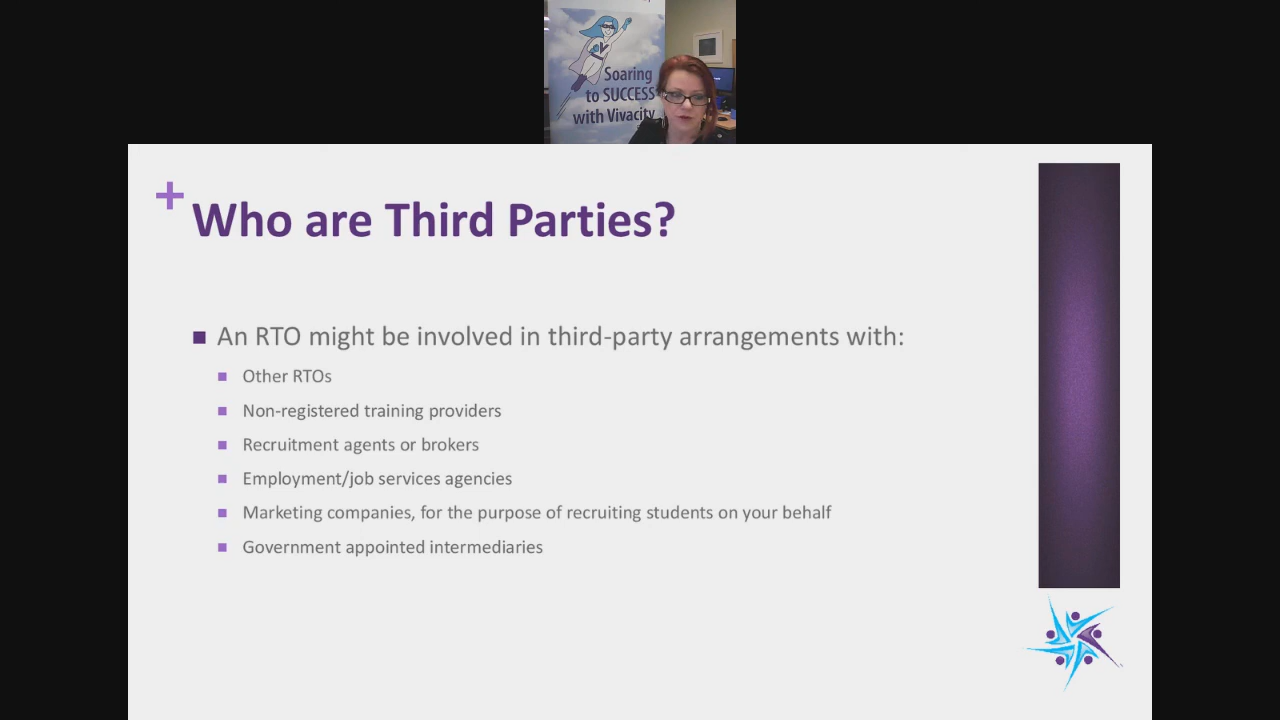 Soaring
to SUCCESS
with Vivacity
+
Who are Third Parties?
An RTO might be involved in third-party arrangements with:
Other RTOs
Non-registered training providers
Recruitment agents or brokers
Employment/job services agencies
Marketing companies, for the purpose of recruiting students on your behalf
Government appointed intermediaries